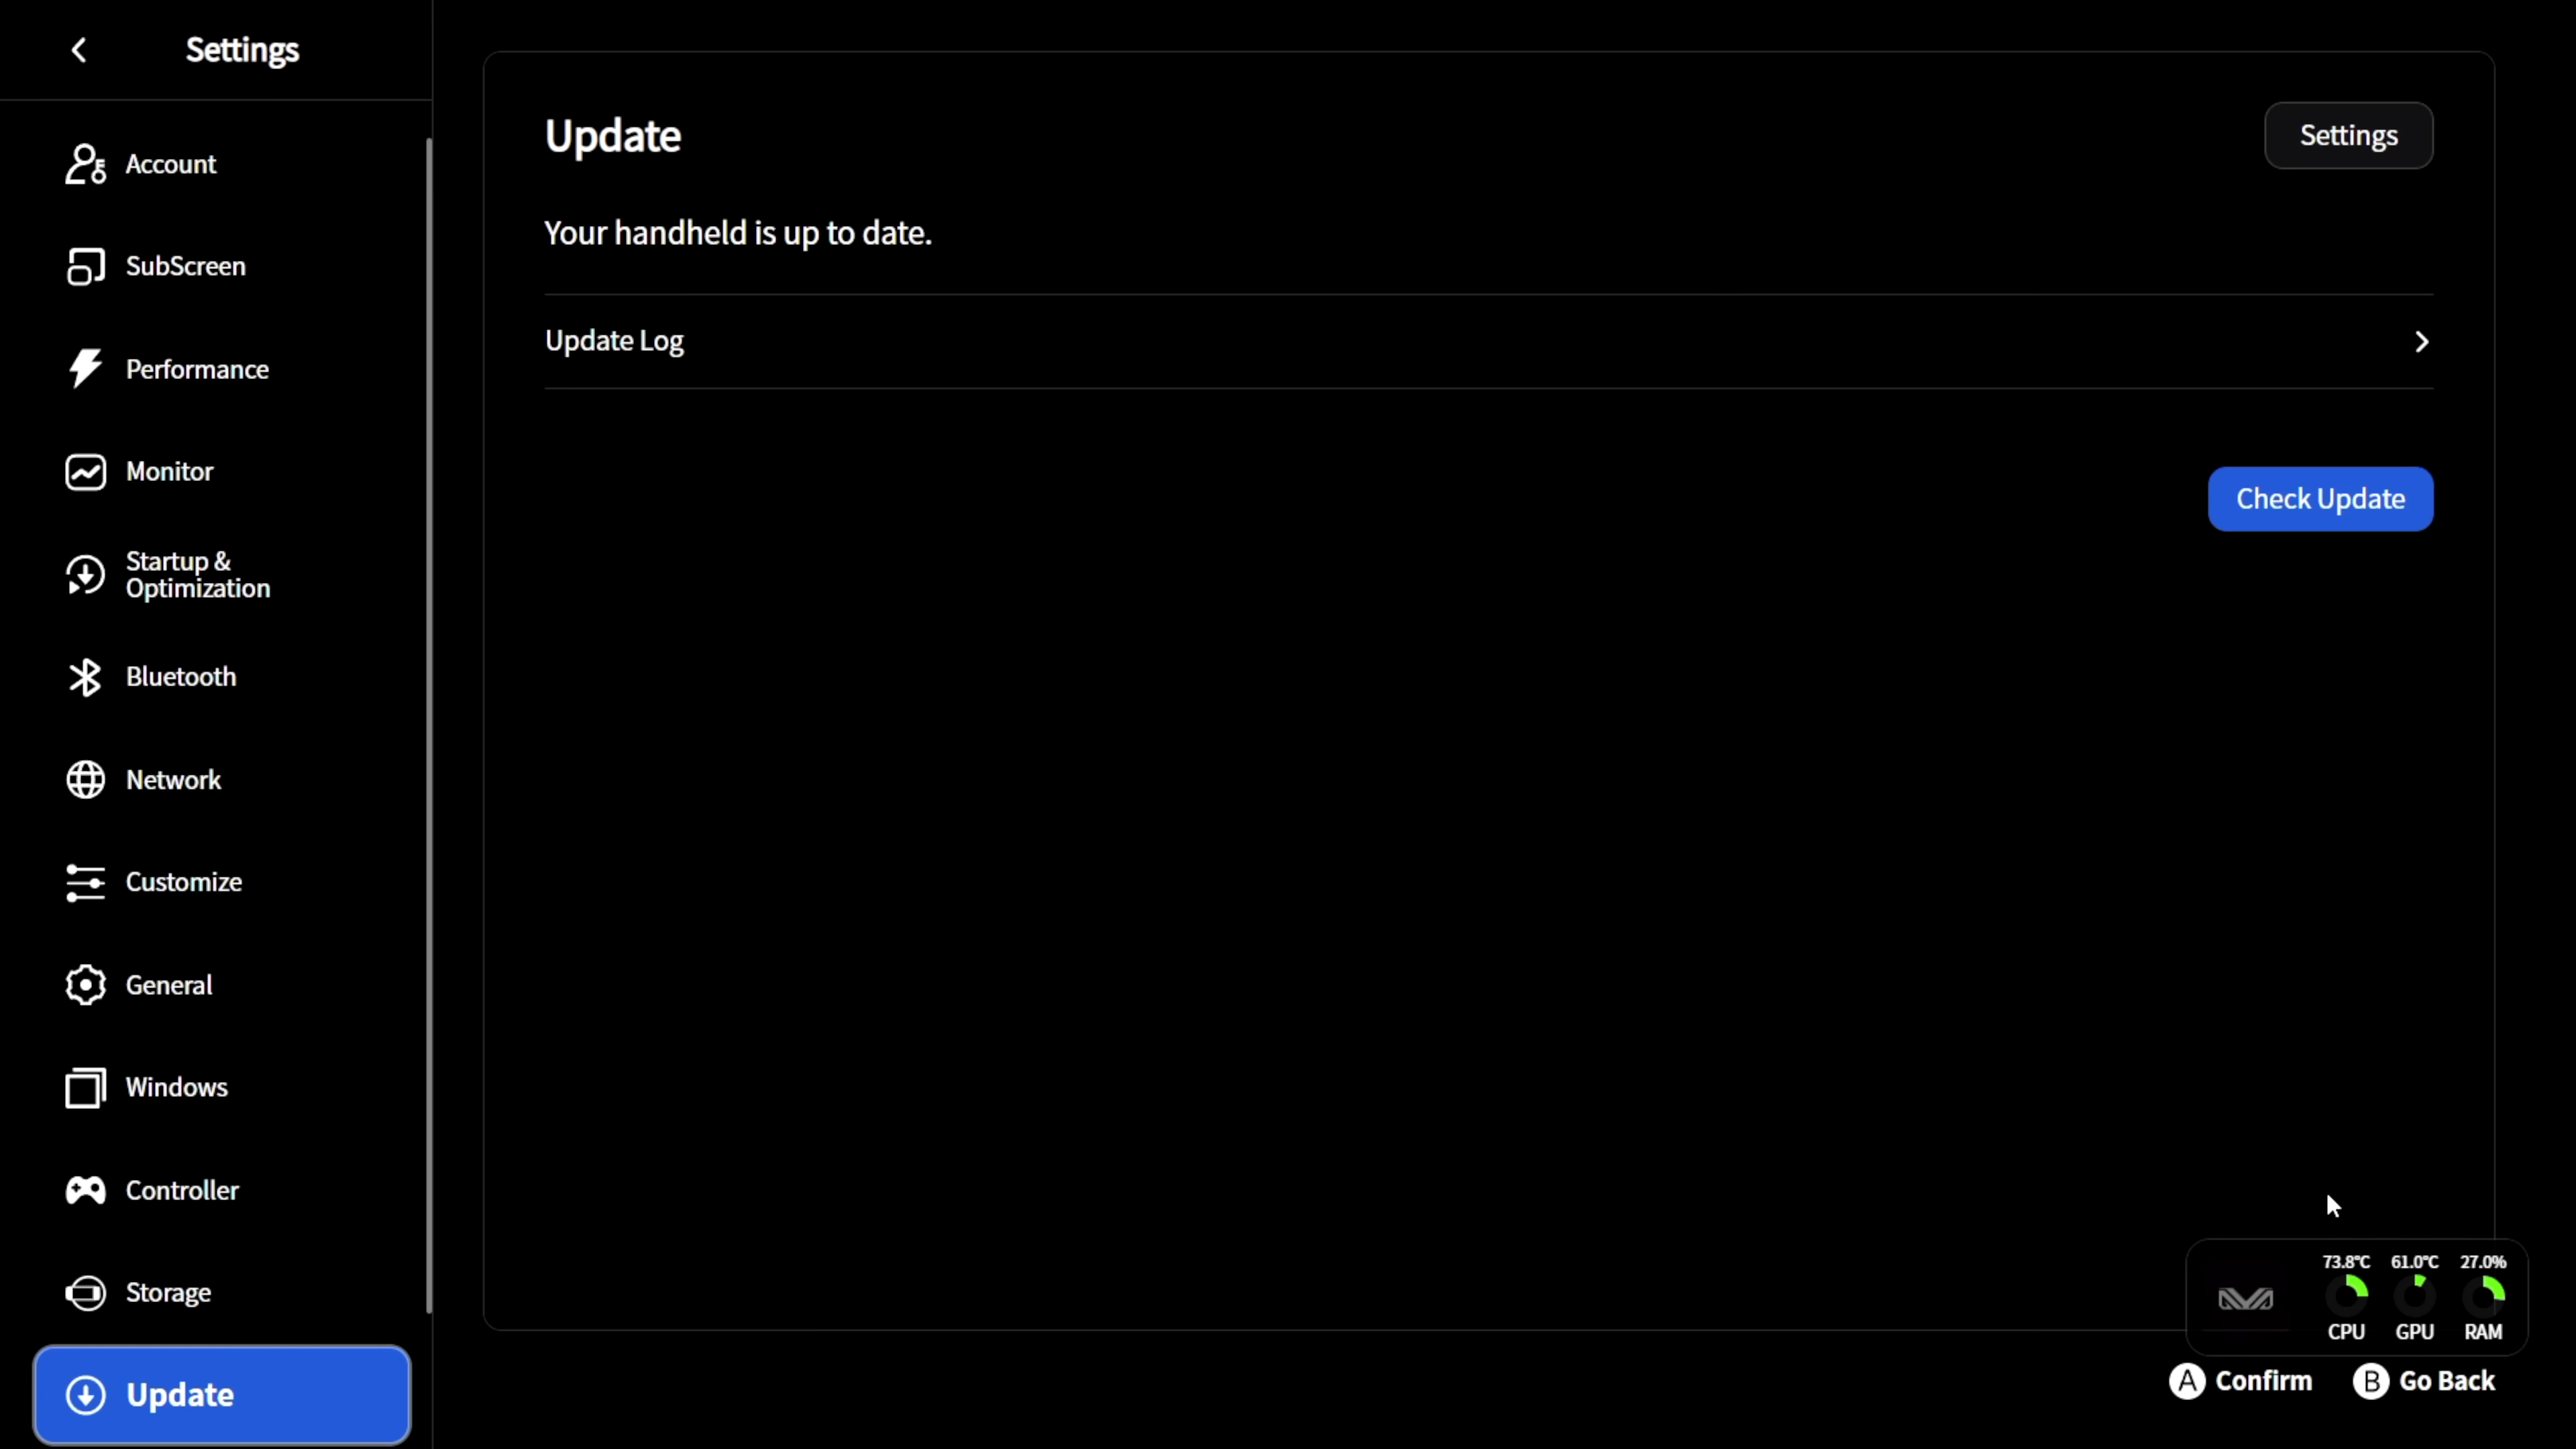 Settings
Account
SubScreen
Performance
Monitor
Startup &
Optimization
Bluetooth
Network
Customize
General
Windows
Controller
Storage
Update
Update
Settings
Your handheld is up to date.
Update Log
Check Update
73.8°C 61.0°C 27.0%
CPU GPU RAM
A Confirm B Go Back